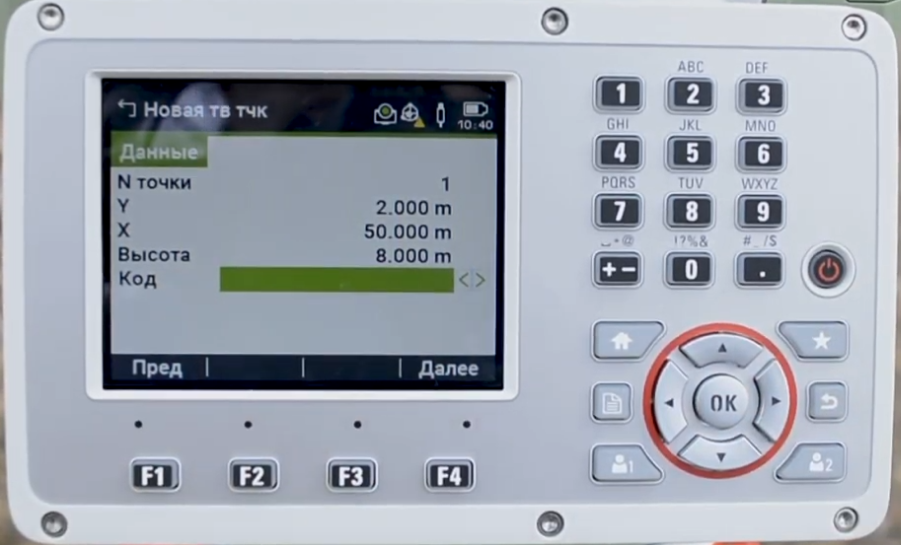 Новая тв тчк
10:40
Данные
N точки 1
Y 2.000 m
X 50.000 m
Высота 8.000 m
Код
Пред Далее
F1 F2 F3 F4
ABC DEF
1 2 3
GHI JKL MNO
4 5 6
PQRS TUV WXYZ
7 8 9
␣*@ !?%& #_/$
+- 0 .
OK
1 2